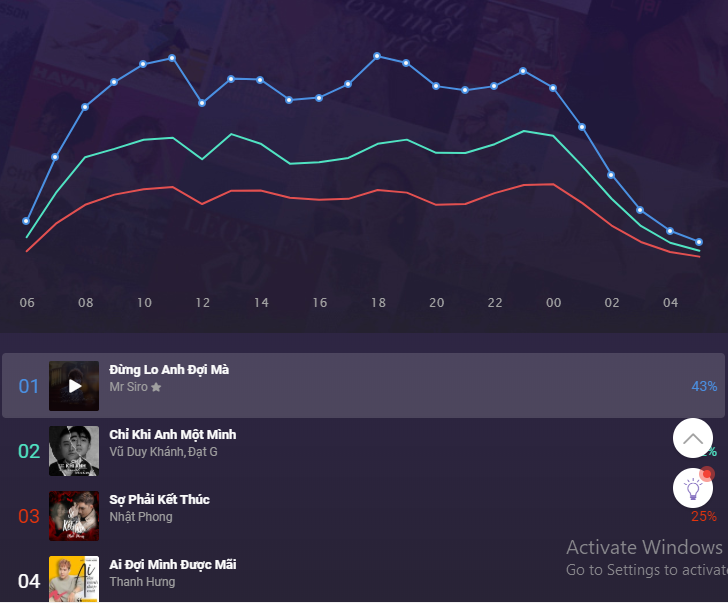 06 08 10 12 14 16 18 20 22 00 02 04
01
Đừng Lo Anh Đợi Mà
Mr Siro
43%
02
Chỉ Khi Anh Một Mình
Vũ Duy Khánh, Đạt G
%
03
Sợ Phải Kết Thúc
Nhật Phong
25%
04
Ai Đợi Mình Được Mãi
Thanh Hưng
Activate Windows
Go to Settings to activate